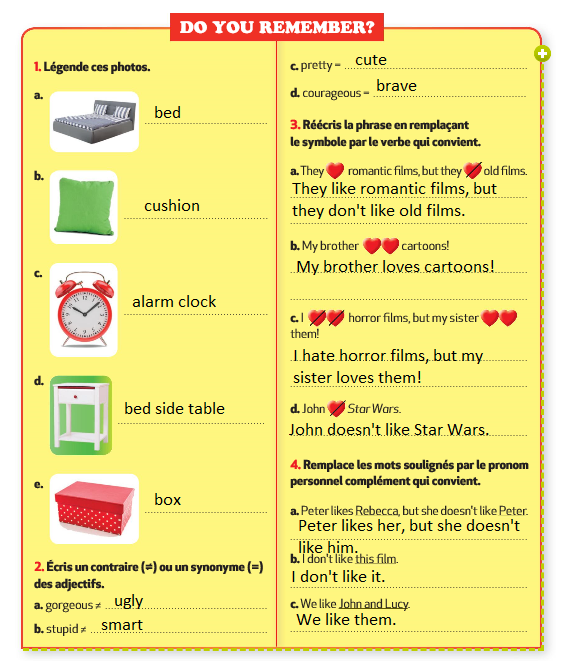 DO YOU REMEMBER?
1. Légende ces photos.
a.
bed
b.
cushion
c.
alarm clock
d.
bed side table
e.
box
2. Écris un contraire (≠) ou un synonyme (=)
des adjectifs.
a. gorgeous ≠ ugly
b. stupid ≠ smart
c. pretty = cute
d. courageous = brave
3. Réécris la phrase en remplaçant
le symbole par le verbe qui convient.
a. They romantic films, but they old films.
They like romantic films, but
they don't like old films.
b. My brother cartoons!
My brother loves cartoons!
c. I horror films, but my sister
them!
I hate horror films, but my
sister loves them!
d. John Star Wars.
John doesn't like Star Wars.
4. Remplace les mots soulignés par le pronom
personnel complément qui convient.
a. Peter likes Rebecca, but she doesn't like Peter.
Peter likes her, but she doesn't
like him.
b. I don't like this film.
I don't like it.
c. We like John and Lucy.
We like them.